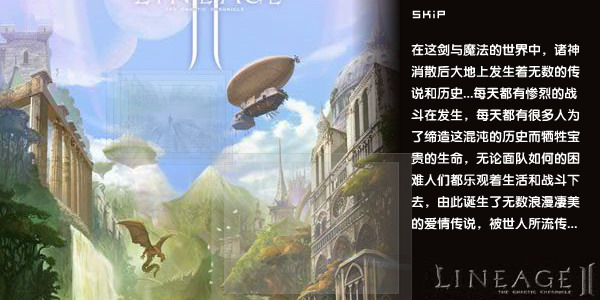 LINEAGE
II
THE CHAOTIC CHRONICLE
SKIP
在这剑与魔法的世界中，诸神
消散后大地上发生着无数的传
说和历史...每天都有惨烈的战
斗在发生，每天都有很多人为
了缔造这混沌的历史而牺牲宝
贵的生命，无论面队如何的困
难人们都乐观着生活和战斗下
去，由此诞生了无数浪漫凄美
的爱情传说，被世人所流传...
LINEAGE II
THE CHAOTIC CHRONICLE